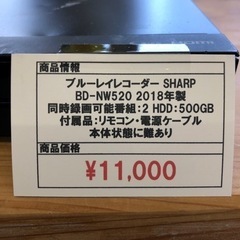 商品情報
ブルーレイレコーダー SHARP
BD-NW520 2018年製
同時録画可能番組:2 HDD:500GB
付属品:リモコン・電源ケーブル
本体状態に難あり
商品価格
¥11,000